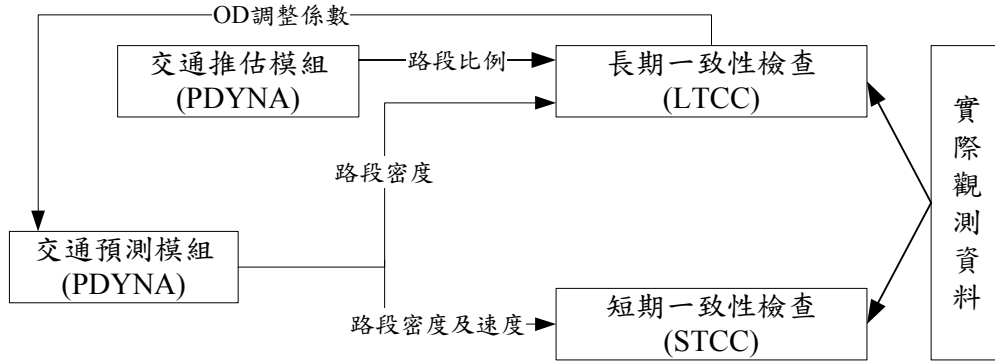 OD調整係數
交通推估模組
(PDYNA)
路段比例
長期一致性檢查
(LTCC)
實際觀測資料
路段密度
交通預測模組
(PDYNA)
路段密度及速度
短期一致性檢查
(STCC)